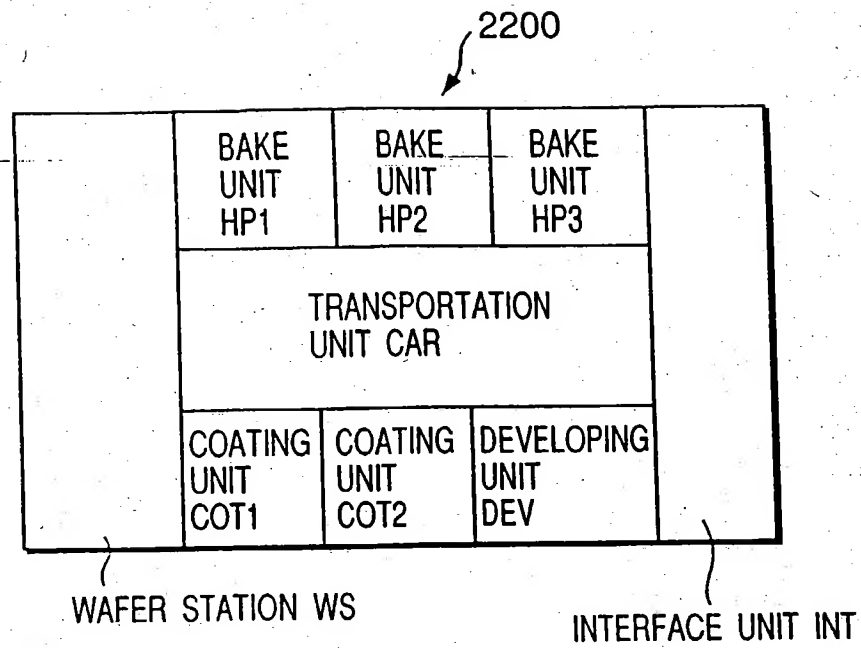 2200
BAKE
UNIT
HP1
BAKE
UNIT
HP2
BAKE
UNIT
HP3
TRANSPORTATION
UNIT CAR
COATING
UNIT
COT1
COATING
UNIT
COT2
DEVELOPING
UNIT
DEV
WAFER STATION WS
INTERFACE UNIT INT